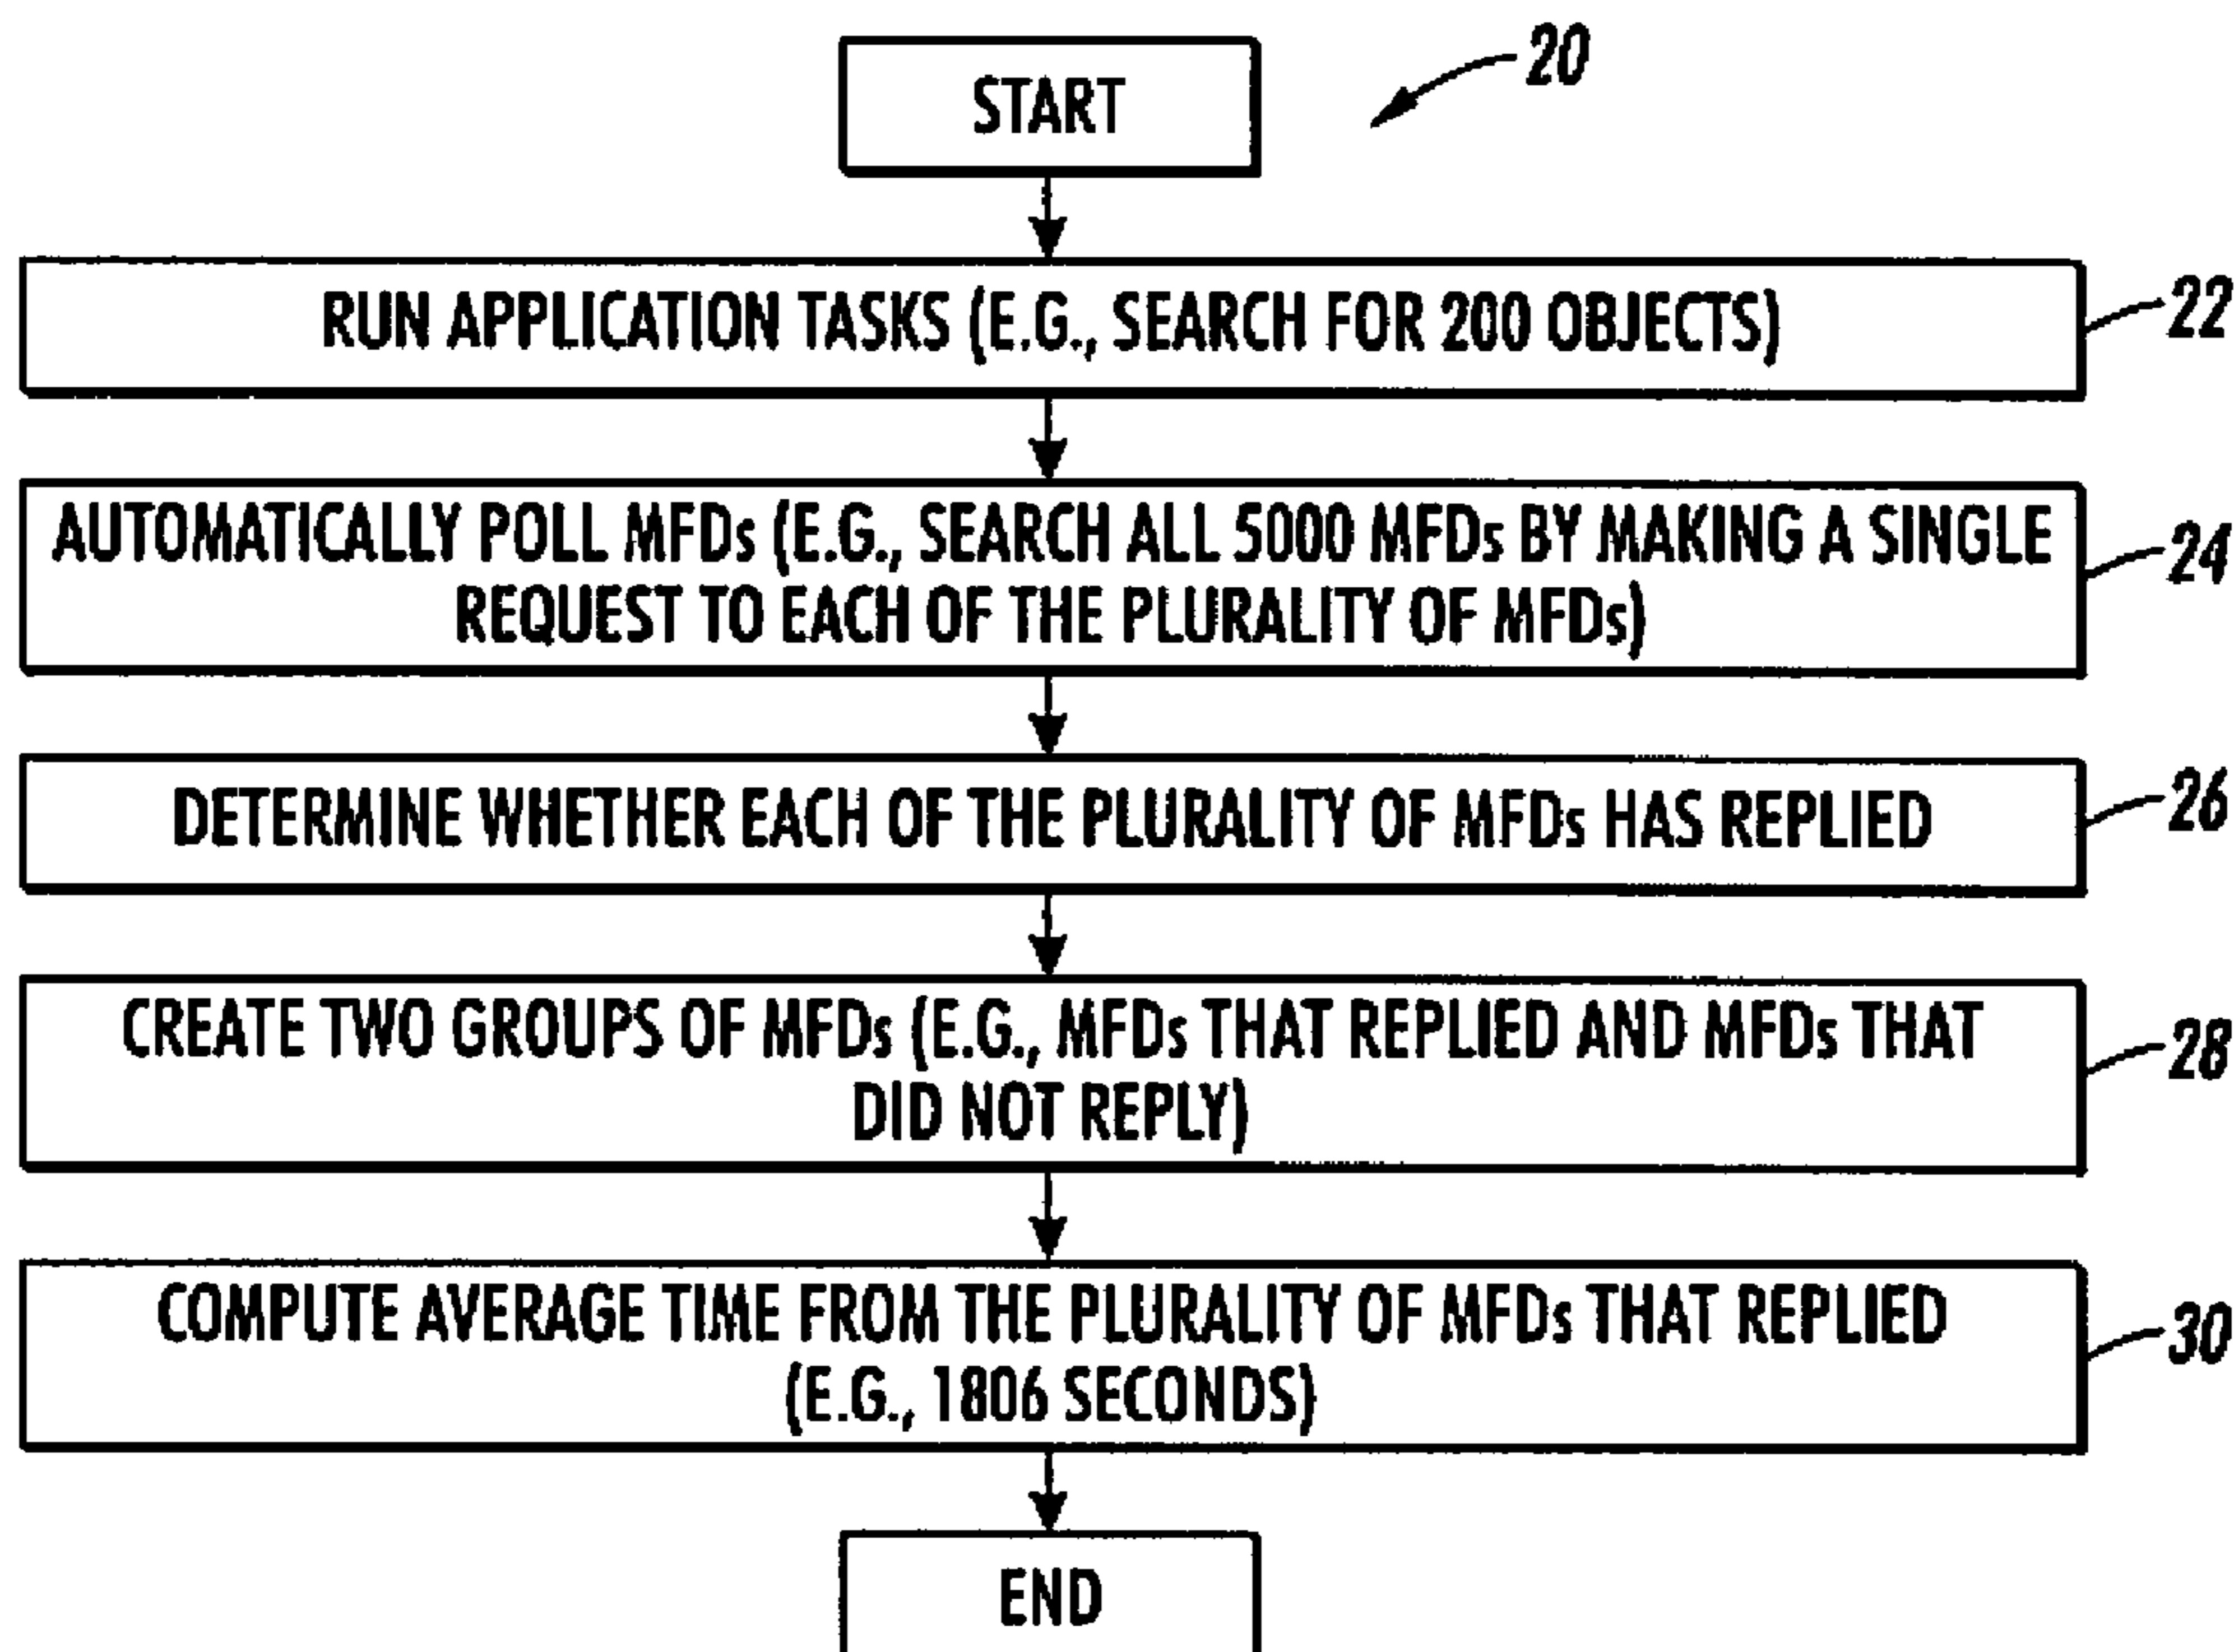 START
20
RUN APPLICATION TASKS (E.G., SEARCH FOR 200 OBJECTS)
22
AUTOMATICALLY POLL MFDs (E.G., SEARCH ALL 5000 MFDs BY MAKING A SINGLE
REQUEST TO EACH OF THE PLURALITY OF MFDs)
24
DETERMINE WHETHER EACH OF THE PLURALITY OF MFDs HAS REPLIED
26
CREATE TWO GROUPS OF MFDs (E.G., MFDs THAT REPLIED AND MFDs THAT
DID NOT REPLY)
28
COMPUTE AVERAGE TIME FROM THE PLURALITY OF MFDs THAT REPLIED
(E.G., 1806 SECONDS)
30
END